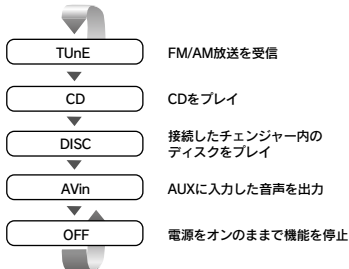 TUnE FM/AM放送を受信
CD CDをプレイ
DISC 接続したチェンジャー内の
ディスクをプレイ
AVin AUXに入力した音声を出力
OFF 電源をオンのままで機能を停止